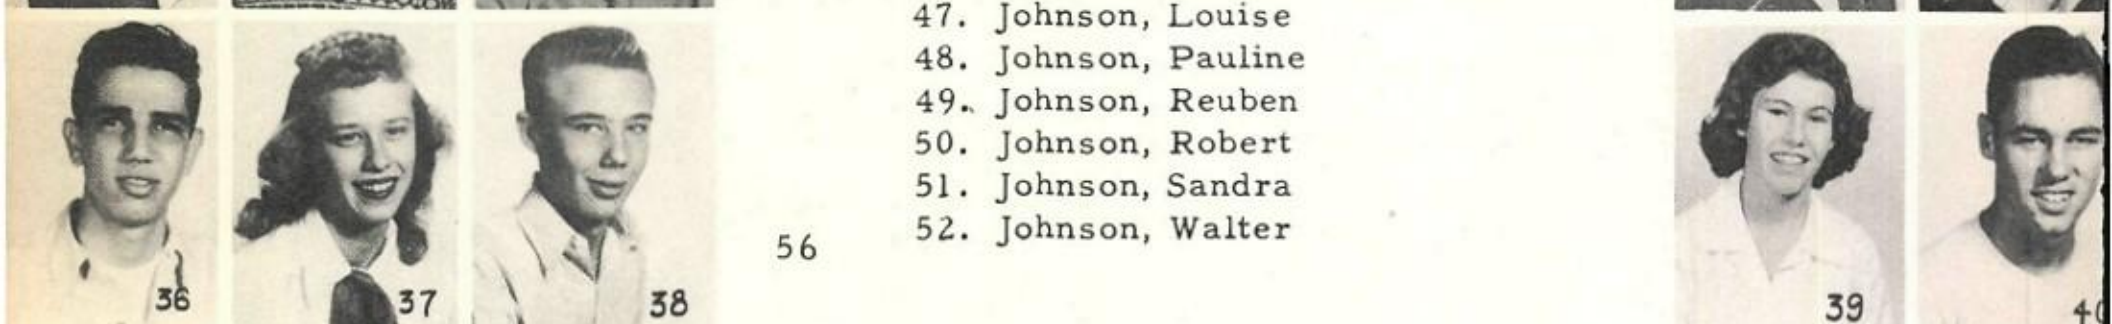 47. Johnson, Louise
48. Johnson, Pauline
49. Johnson, Reuben
50. Johnson, Robert
51. Johnson, Sandra
52. Johnson, Walter
56
36
37
38
39
40